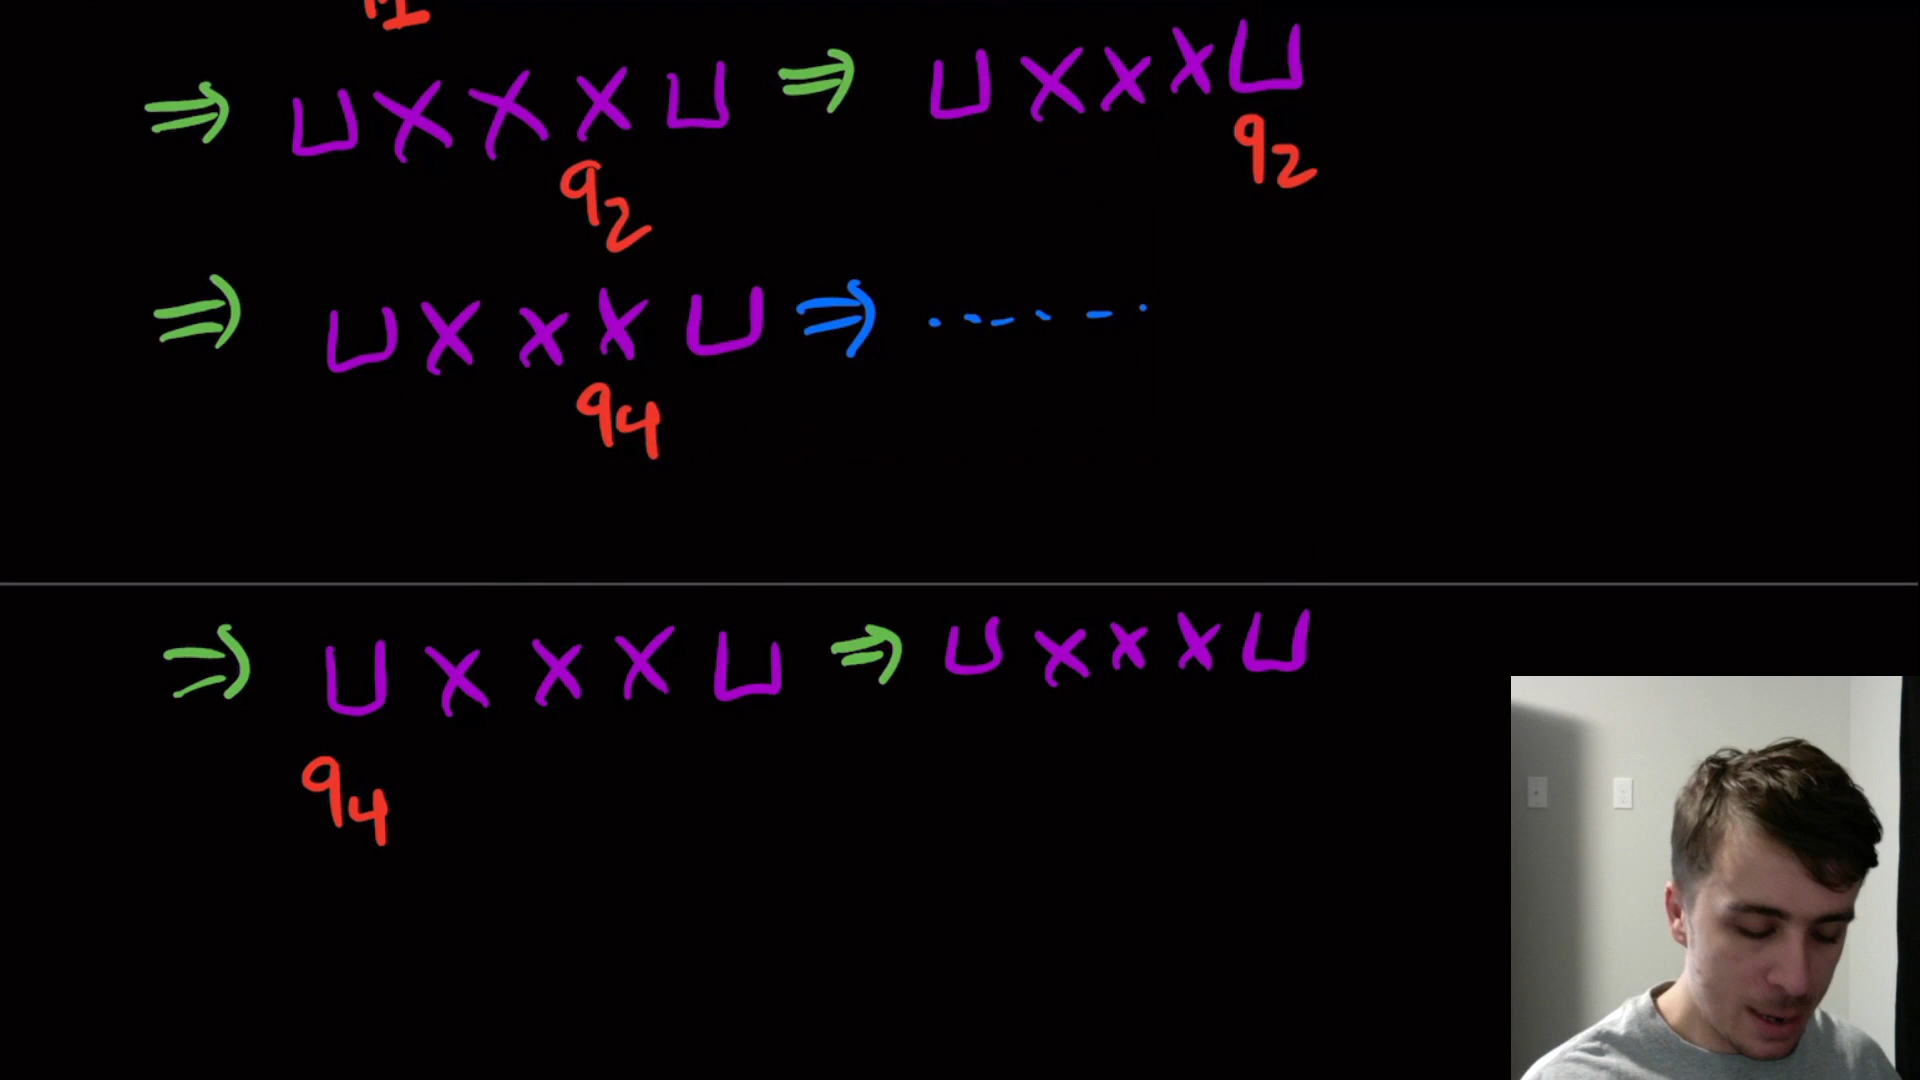 ⇒ ⊔ X X X ⊔ ⇒ ⊔ X X X ⊔
q2 q2
⇒ ⊔ X X X ⊔ ⇒ . - - - - .
q4
⇒ ⊔ X X X ⊔ ⇒ ⊔ X X X ⊔
q4